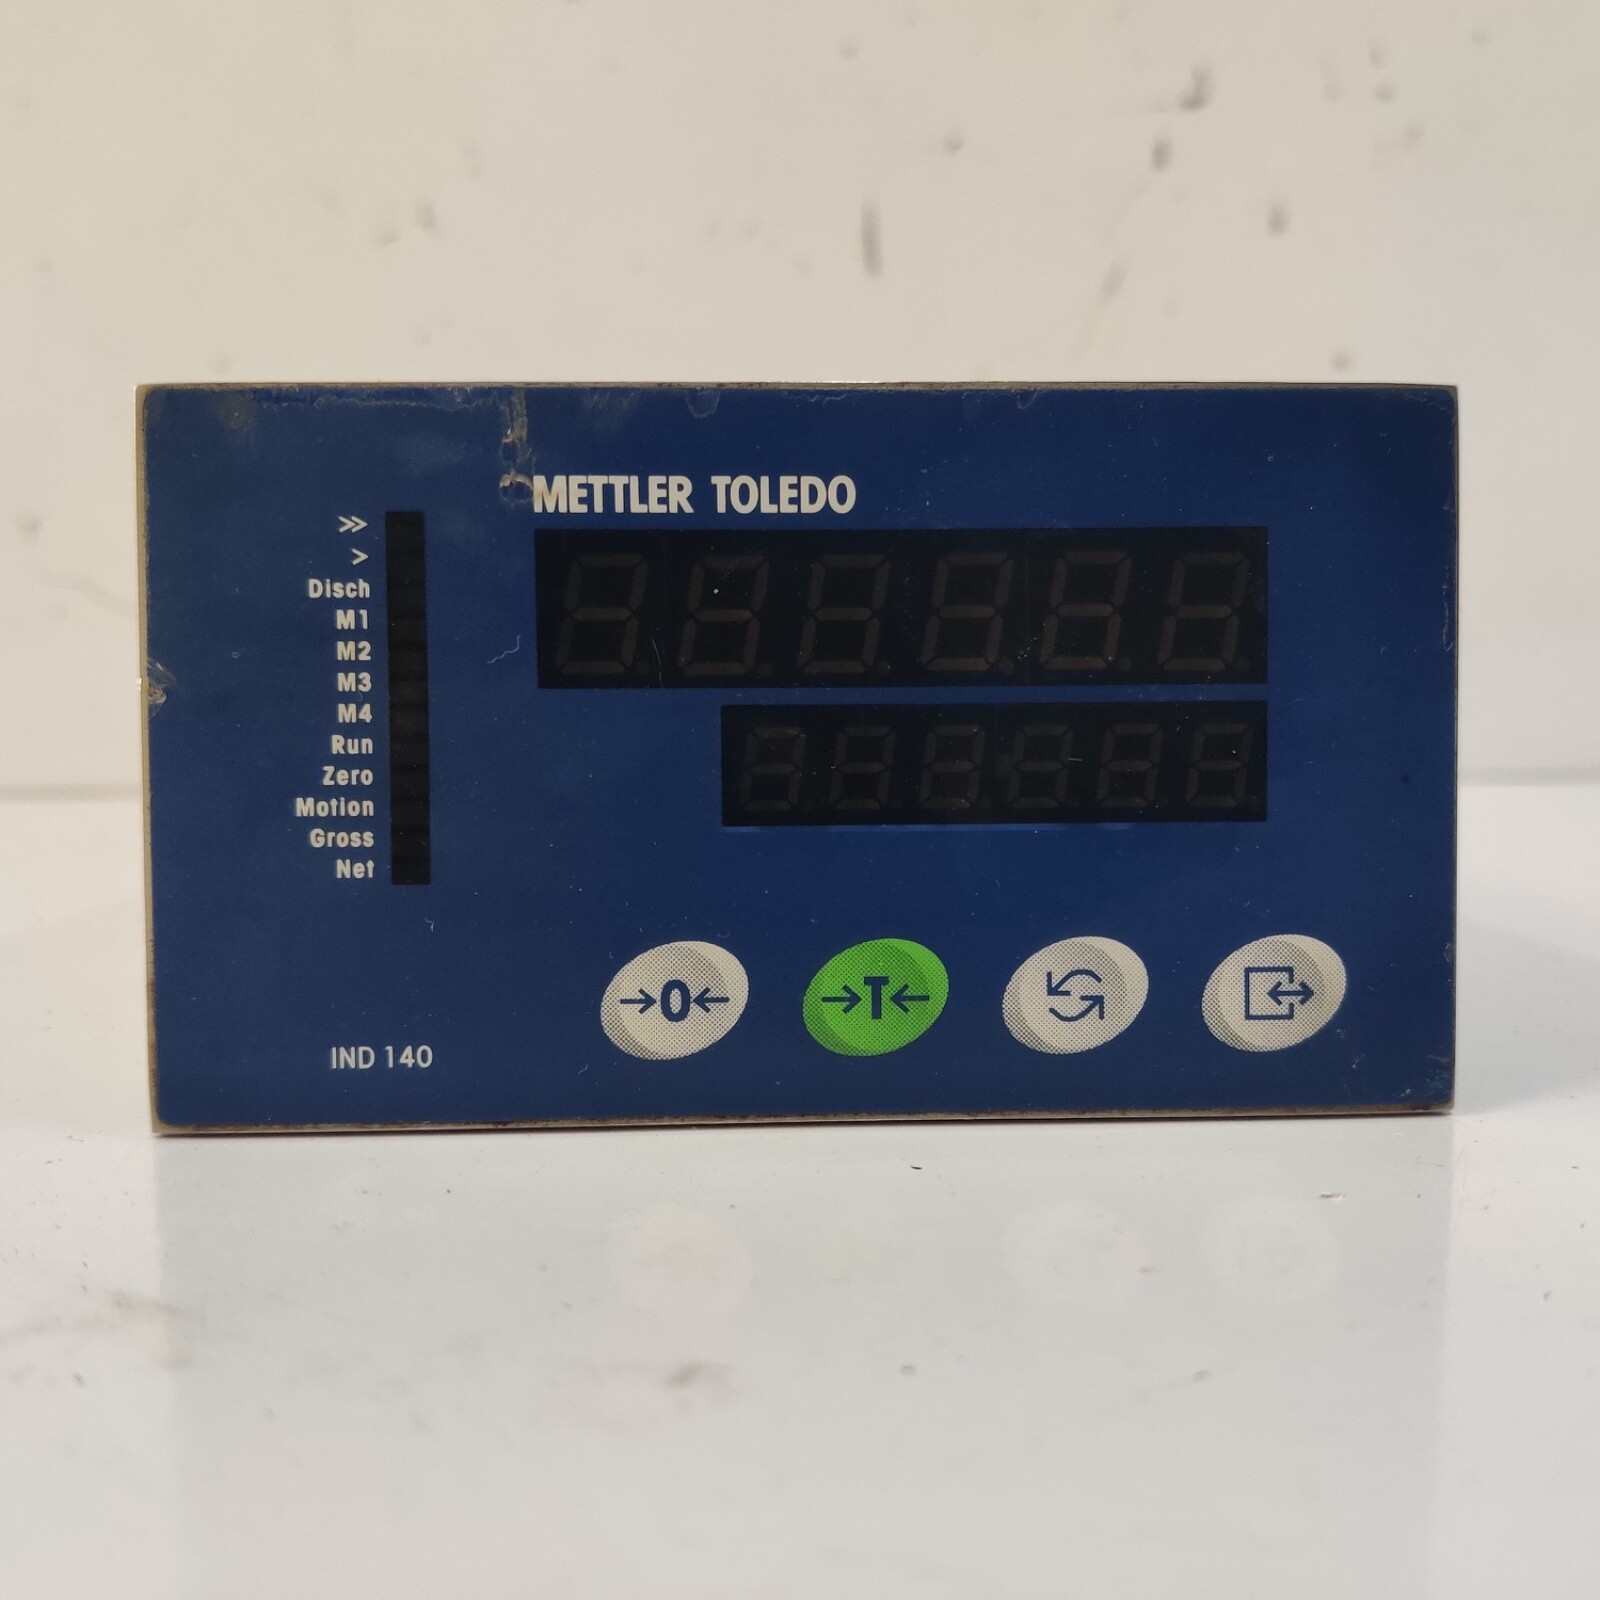 METTLER TOLEDO
>>
>
Disch
M1
M2
M3
M4
Run
Zero
Motion
Gross
Net
→0←
→T←
IND 140